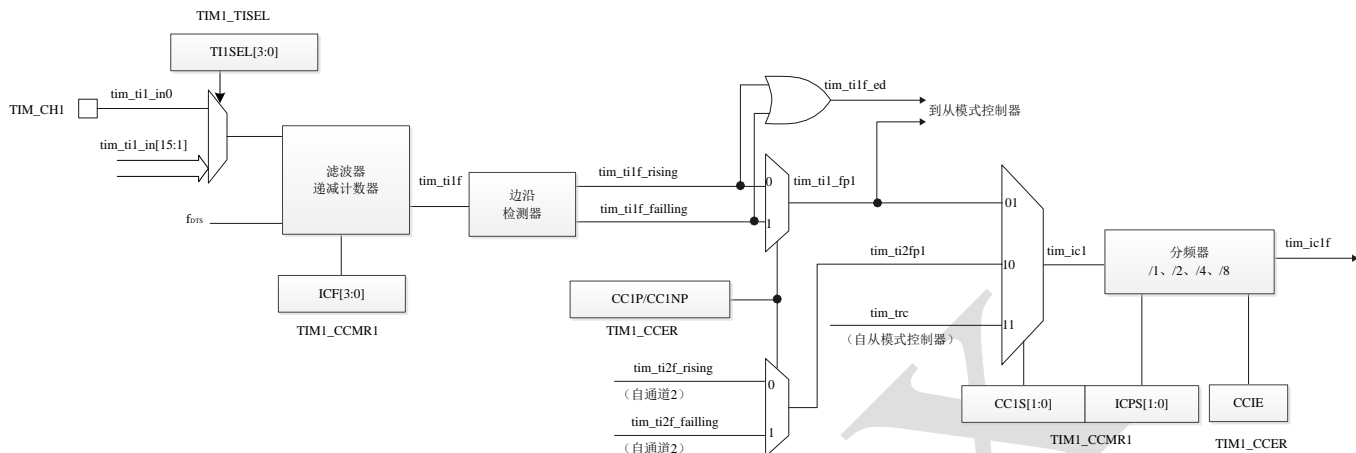 TIM1_TISEL
TI1SEL[3:0]
TIM_CH1
tim_ti1_in0
tim_ti1_in[15:1]
fDTS
滤波器
递减计数器
ICF[3:0]
TIM1_CCMR1
tim_ti1f
边沿
检测器
tim_ti1f_rising
tim_ti1f_failling
tim_ti1f_ed
到从模式控制器
0
1
tim_ti1_fp1
CC1P/CC1NP
TIM1_CCER
tim_ti2f_rising
（自通道2）
tim_ti2f_failling
（自通道2）
0
1
tim_ti2fp1
tim_trc
（自从模式控制器）
01
10
11
tim_ic1
分频器
/1、/2、/4、/8
tim_ic1f
CC1S[1:0]
ICPS[1:0]
TIM1_CCMR1
CCIE
TIM1_CCER